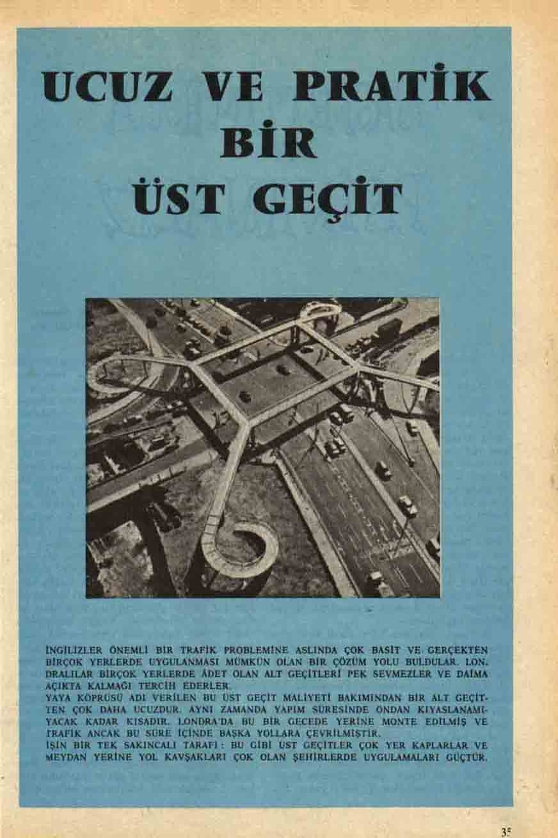 UCUZ VE PRATİK
BİR
ÜST GEÇİT
İNGİLİZLER ÖNEMLİ BİR TRAFİK PROBLEMİNE ASLINDA ÇOK BASİT VE GERÇEKTEN
BİRÇOK YERLERDE UYGULANMASI MÜMKÜN OLAN BİR ÇÖZÜM YOLU BULDULAR. LON.
DRALILAR BİRÇOK YERLERDE ÂDET OLAN ALT GEÇİTLERİ PEK SEVMEZLER VE DAİMA
AÇIKTA KALMAĞI TERCİH EDERLER.
YAYA KÖPRÜSÜ ADI VERİLEN BU ÜST GEÇİT MALİYETİ BAKIMINDAN BİR ALT GEÇİT-
TEN ÇOK DAHA UCUZDUR. AYNI ZAMANDA YAPIM SÜRESİNDE ONDAN KIYASLANAMI-
YACAK KADAR KISADIR. LONDRA'DA BU BİR GECEDE YERİNE MONTE EDİLMİŞ VE
TRAFİK ANCAK BU SÜRE İÇİNDE BAŞKA YOLLARA ÇEVRİLMİŞTİR.
İŞİN BİR TEK SAKINCALI TARAFI : BU GİBİ ÜST GEÇİTLER ÇOK YER KAPLARLAR VE
MEYDAN YERİNE YOL KAVŞAKLARI ÇOK OLAN ŞEHİRLERDE UYGULAMALARI GÜÇTÜR.
35